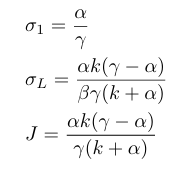 σ₁ = α/γ
σ_L = αk(γ − α)/βγ(k + α)
J = αk(γ − α)/γ(k + α)